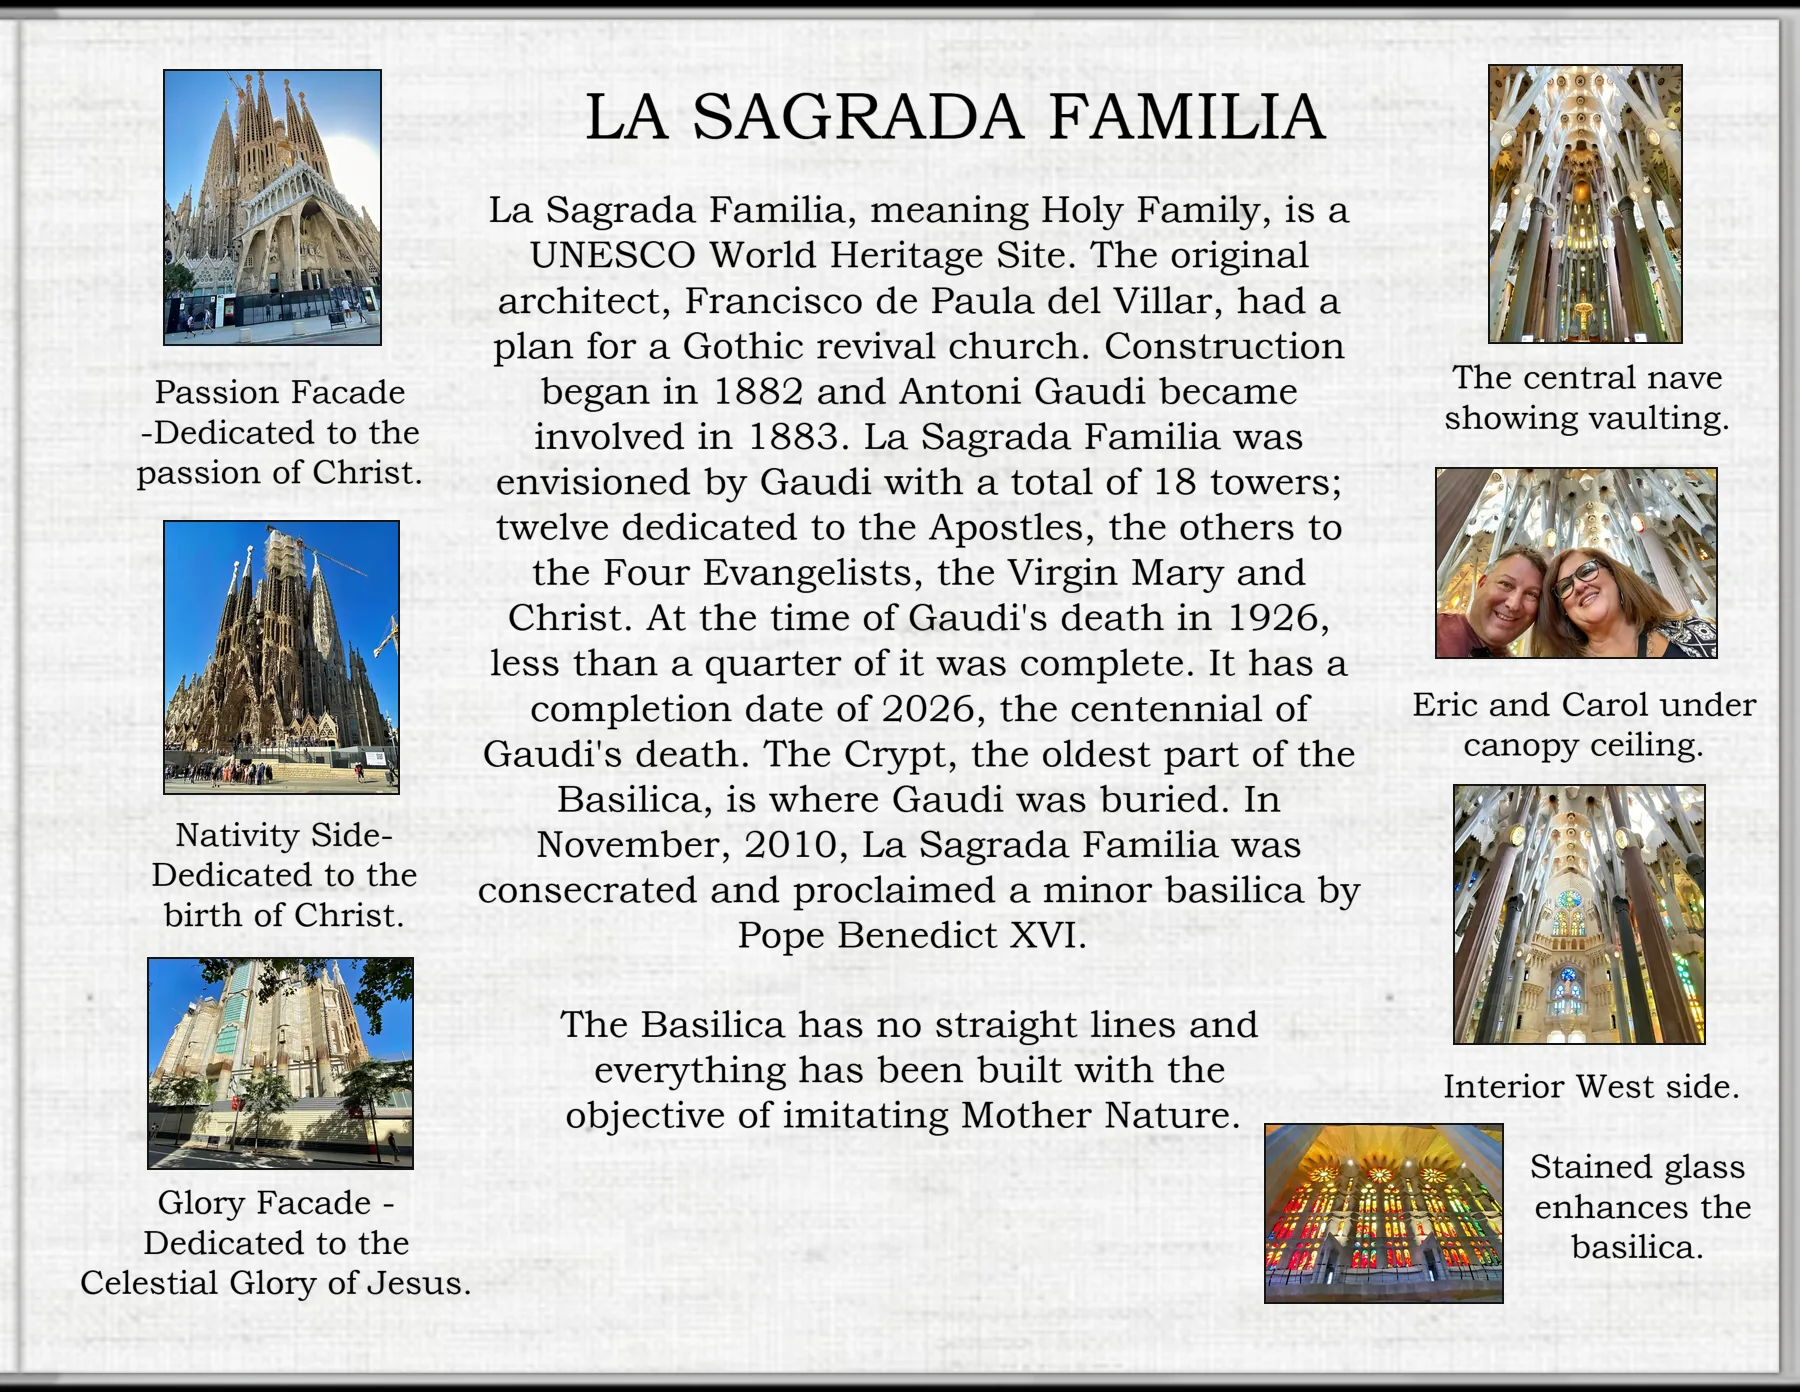 LA SAGRADA FAMILIA
La Sagrada Familia, meaning Holy Family, is a
UNESCO World Heritage Site. The original
architect, Francisco de Paula del Villar, had a
plan for a Gothic revival church. Construction
began in 1882 and Antoni Gaudi became
involved in 1883. La Sagrada Familia was
envisioned by Gaudi with a total of 18 towers;
twelve dedicated to the Apostles, the others to
the Four Evangelists, the Virgin Mary and
Christ. At the time of Gaudi's death in 1926,
less than a quarter of it was complete. It has a
completion date of 2026, the centennial of
Gaudi's death. The Crypt, the oldest part of the
Basilica, is where Gaudi was buried. In
November, 2010, La Sagrada Familia was
consecrated and proclaimed a minor basilica by
Pope Benedict XVI.
The Basilica has no straight lines and
everything has been built with the
objective of imitating Mother Nature.
Passion Facade
-Dedicated to the
passion of Christ.
Nativity Side-
Dedicated to the
birth of Christ.
Glory Facade -
Dedicated to the
Celestial Glory of Jesus.
The central nave
showing vaulting.
Eric and Carol under
canopy ceiling.
Interior West side.
Stained glass
enhances the
basilica.